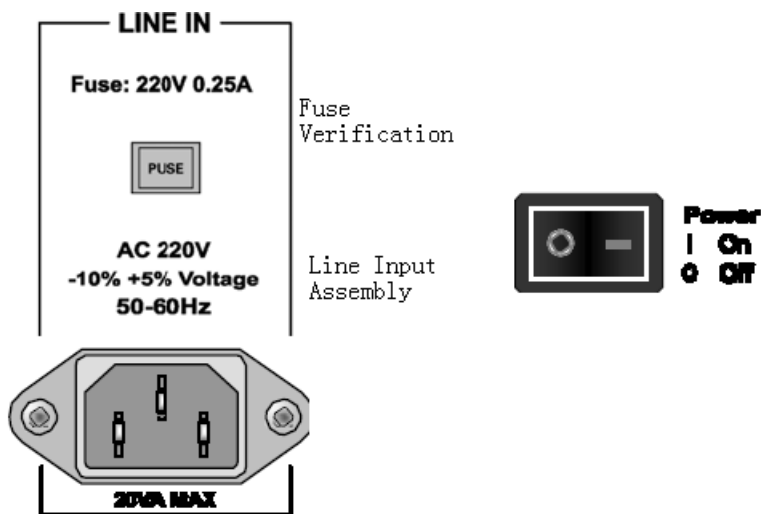 LINE IN
Fuse: 220V 0.25A
Fuse
Verification
PUSE
AC 220V
-10% +5% Voltage
50-60Hz
Line Input
Assembly
20VA MAX
Power
I On
O Off